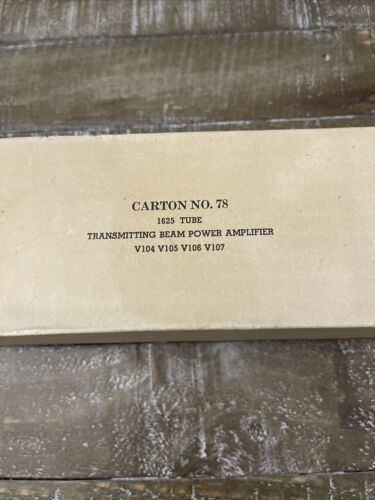 CARTON NO. 78
1625 TUBE
TRANSMITTING BEAM POWER AMPLIFIER
V104 V105 V106 V107